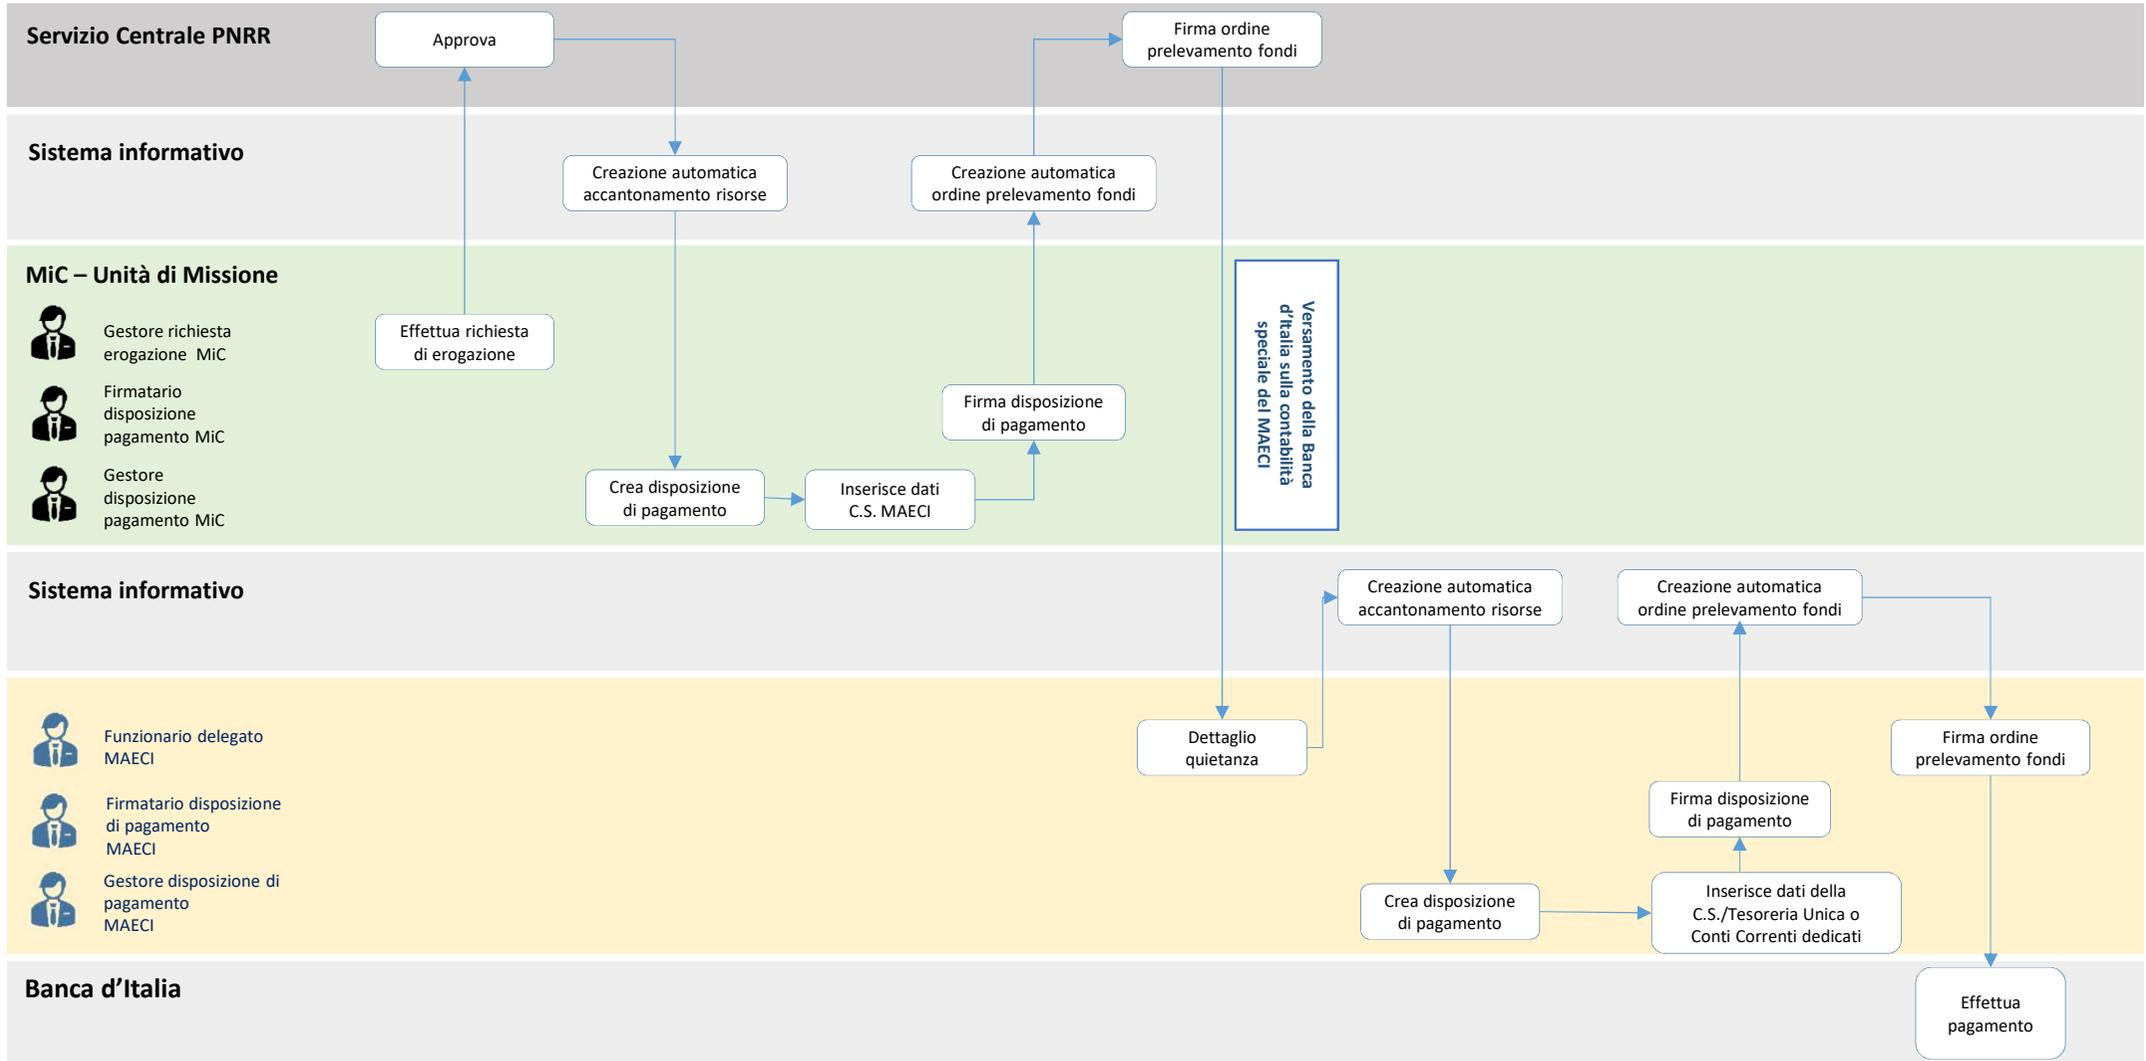 Servizio Centrale PNRR
Approva
Firma ordine
prelevamento fondi
Sistema informativo
Creazione automatica
accantonamento risorse
Creazione automatica
ordine prelevamento fondi
MiC – Unità di Missione
Gestore richiesta
erogazione MiC
Effettua richiesta
di erogazione
Firmatario
disposizione
pagamento MiC
Firma disposizione
di pagamento
Gestore
disposizione
pagamento MiC
Crea disposizione
di pagamento
Inserisce dati
C.S. MAECI
Versamento della Banca
d'Italia sulla contabilità
speciale del MAECI
Sistema informativo
Creazione automatica
accantonamento risorse
Creazione automatica
ordine prelevamento fondi
Funzionario delegato
MAECI
Dettaglio
quietanza
Firma ordine
prelevamento fondi
Firmatario disposizione
di pagamento
MAECI
Firma disposizione
di pagamento
Gestore disposizione di
pagamento
MAECI
Crea disposizione
di pagamento
Inserisce dati della
C.S./Tesoreria Unica o
Conti Correnti dedicati
Banca d'Italia
Effettua
pagamento